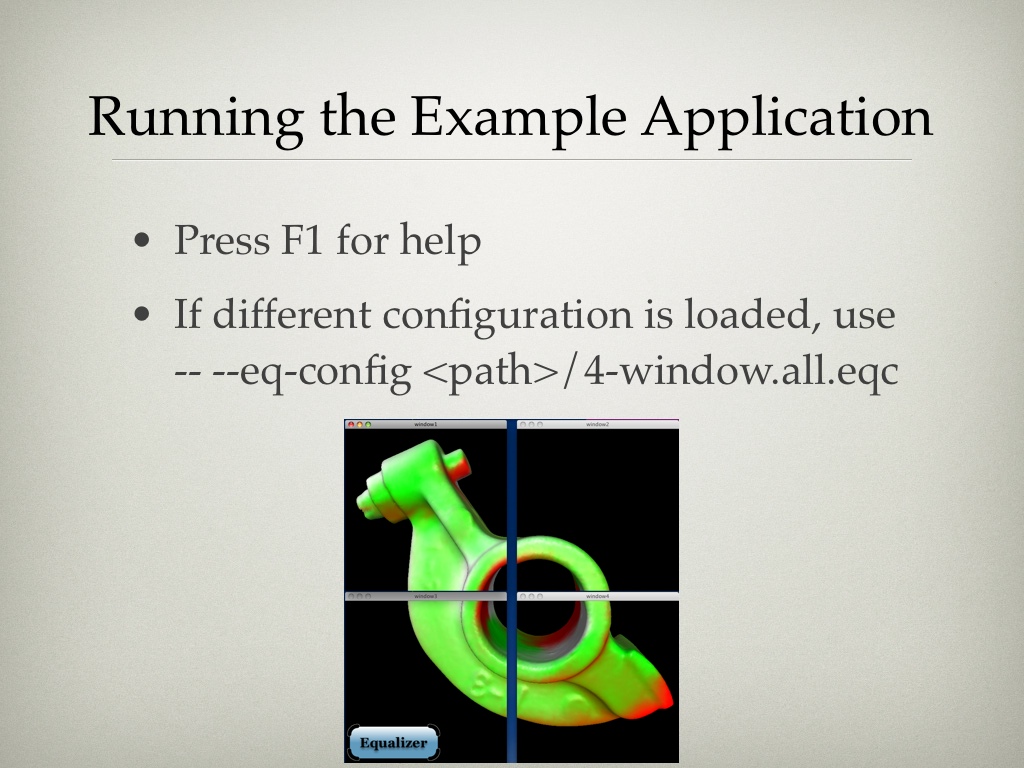 Running the Example Application
• Press F1 for help
• If different configuration is loaded, use
-- --eq-config <path>/4-window.all.eqc
window1
window2
window3
window4
Equalizer